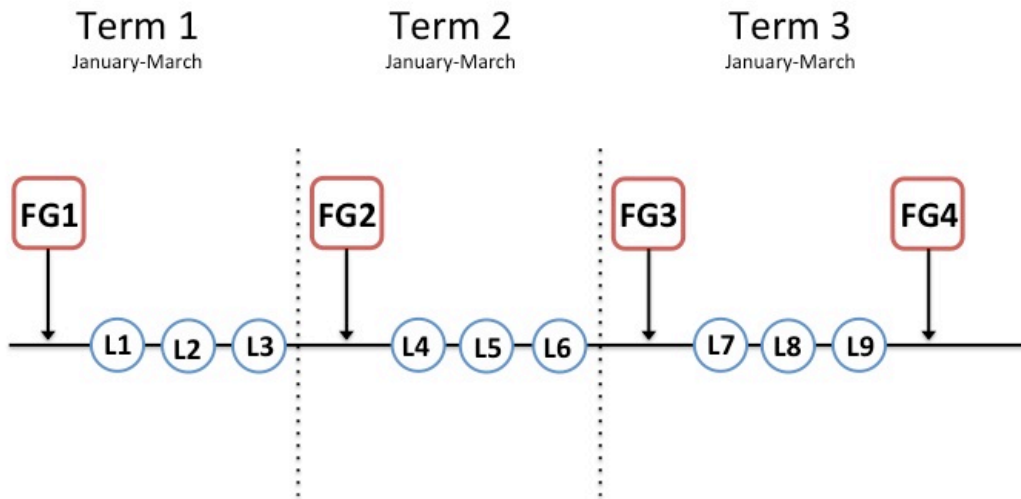 Term 1
January-March
Term 2
January-March
Term 3
January-March
FG1
FG2
FG3
FG4
L1
L2
L3
L4
L5
L6
L7
L8
L9